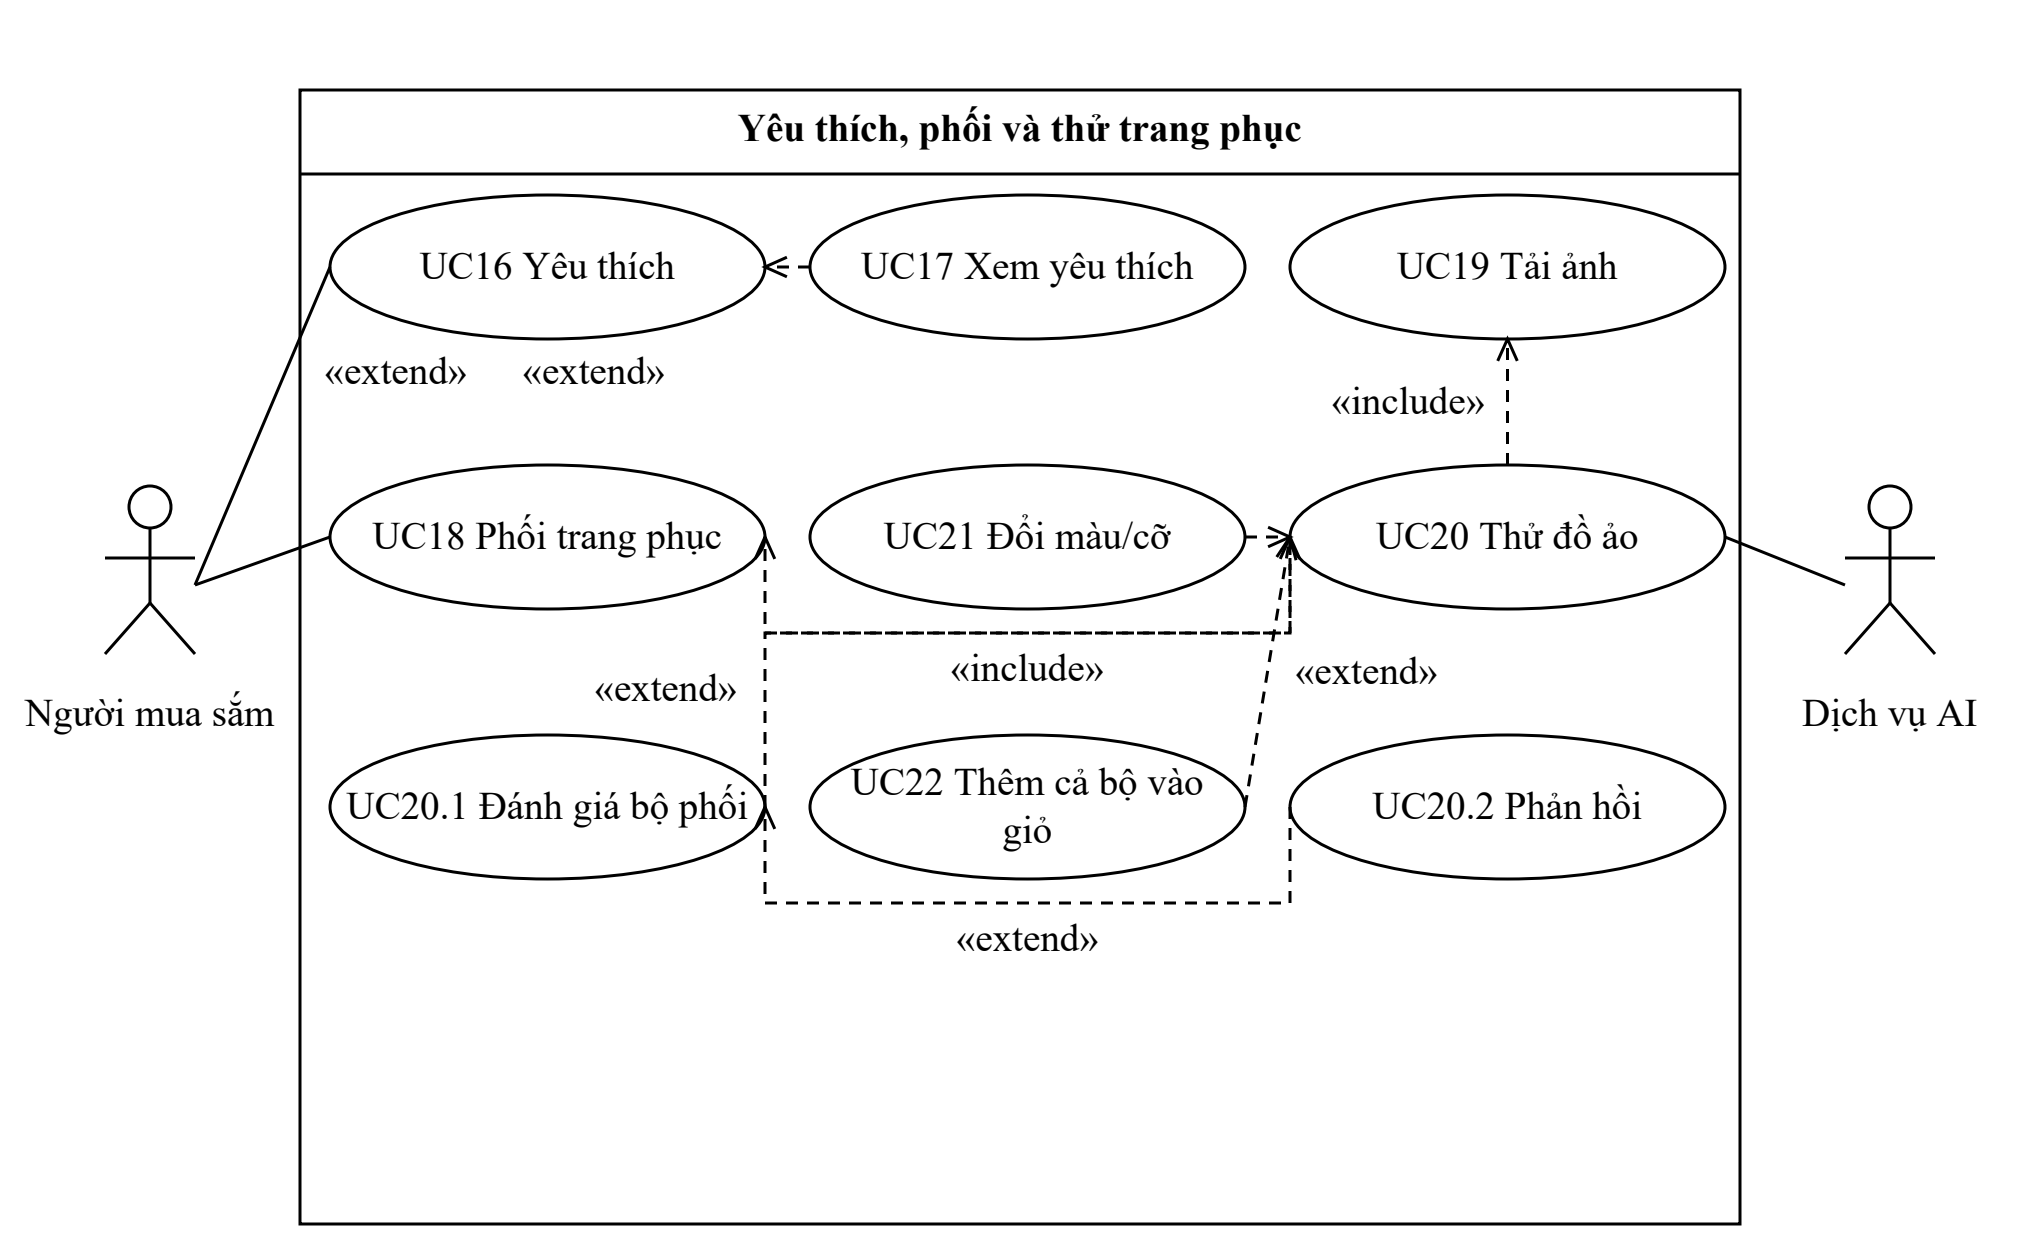 Yêu thích, phối và thử trang phục
UC16 Yêu thích
UC17 Xem yêu thích
UC19 Tải ảnh
«extend»
«extend»
«include»
UC18 Phối trang phục
UC21 Đổi màu/cỡ
UC20 Thử đồ ảo
Người mua sắm
«extend»
«include»
«extend»
Dịch vụ AI
UC20.1 Đánh giá bộ phối
UC22 Thêm cả bộ vào
giỏ
UC20.2 Phản hồi
«extend»